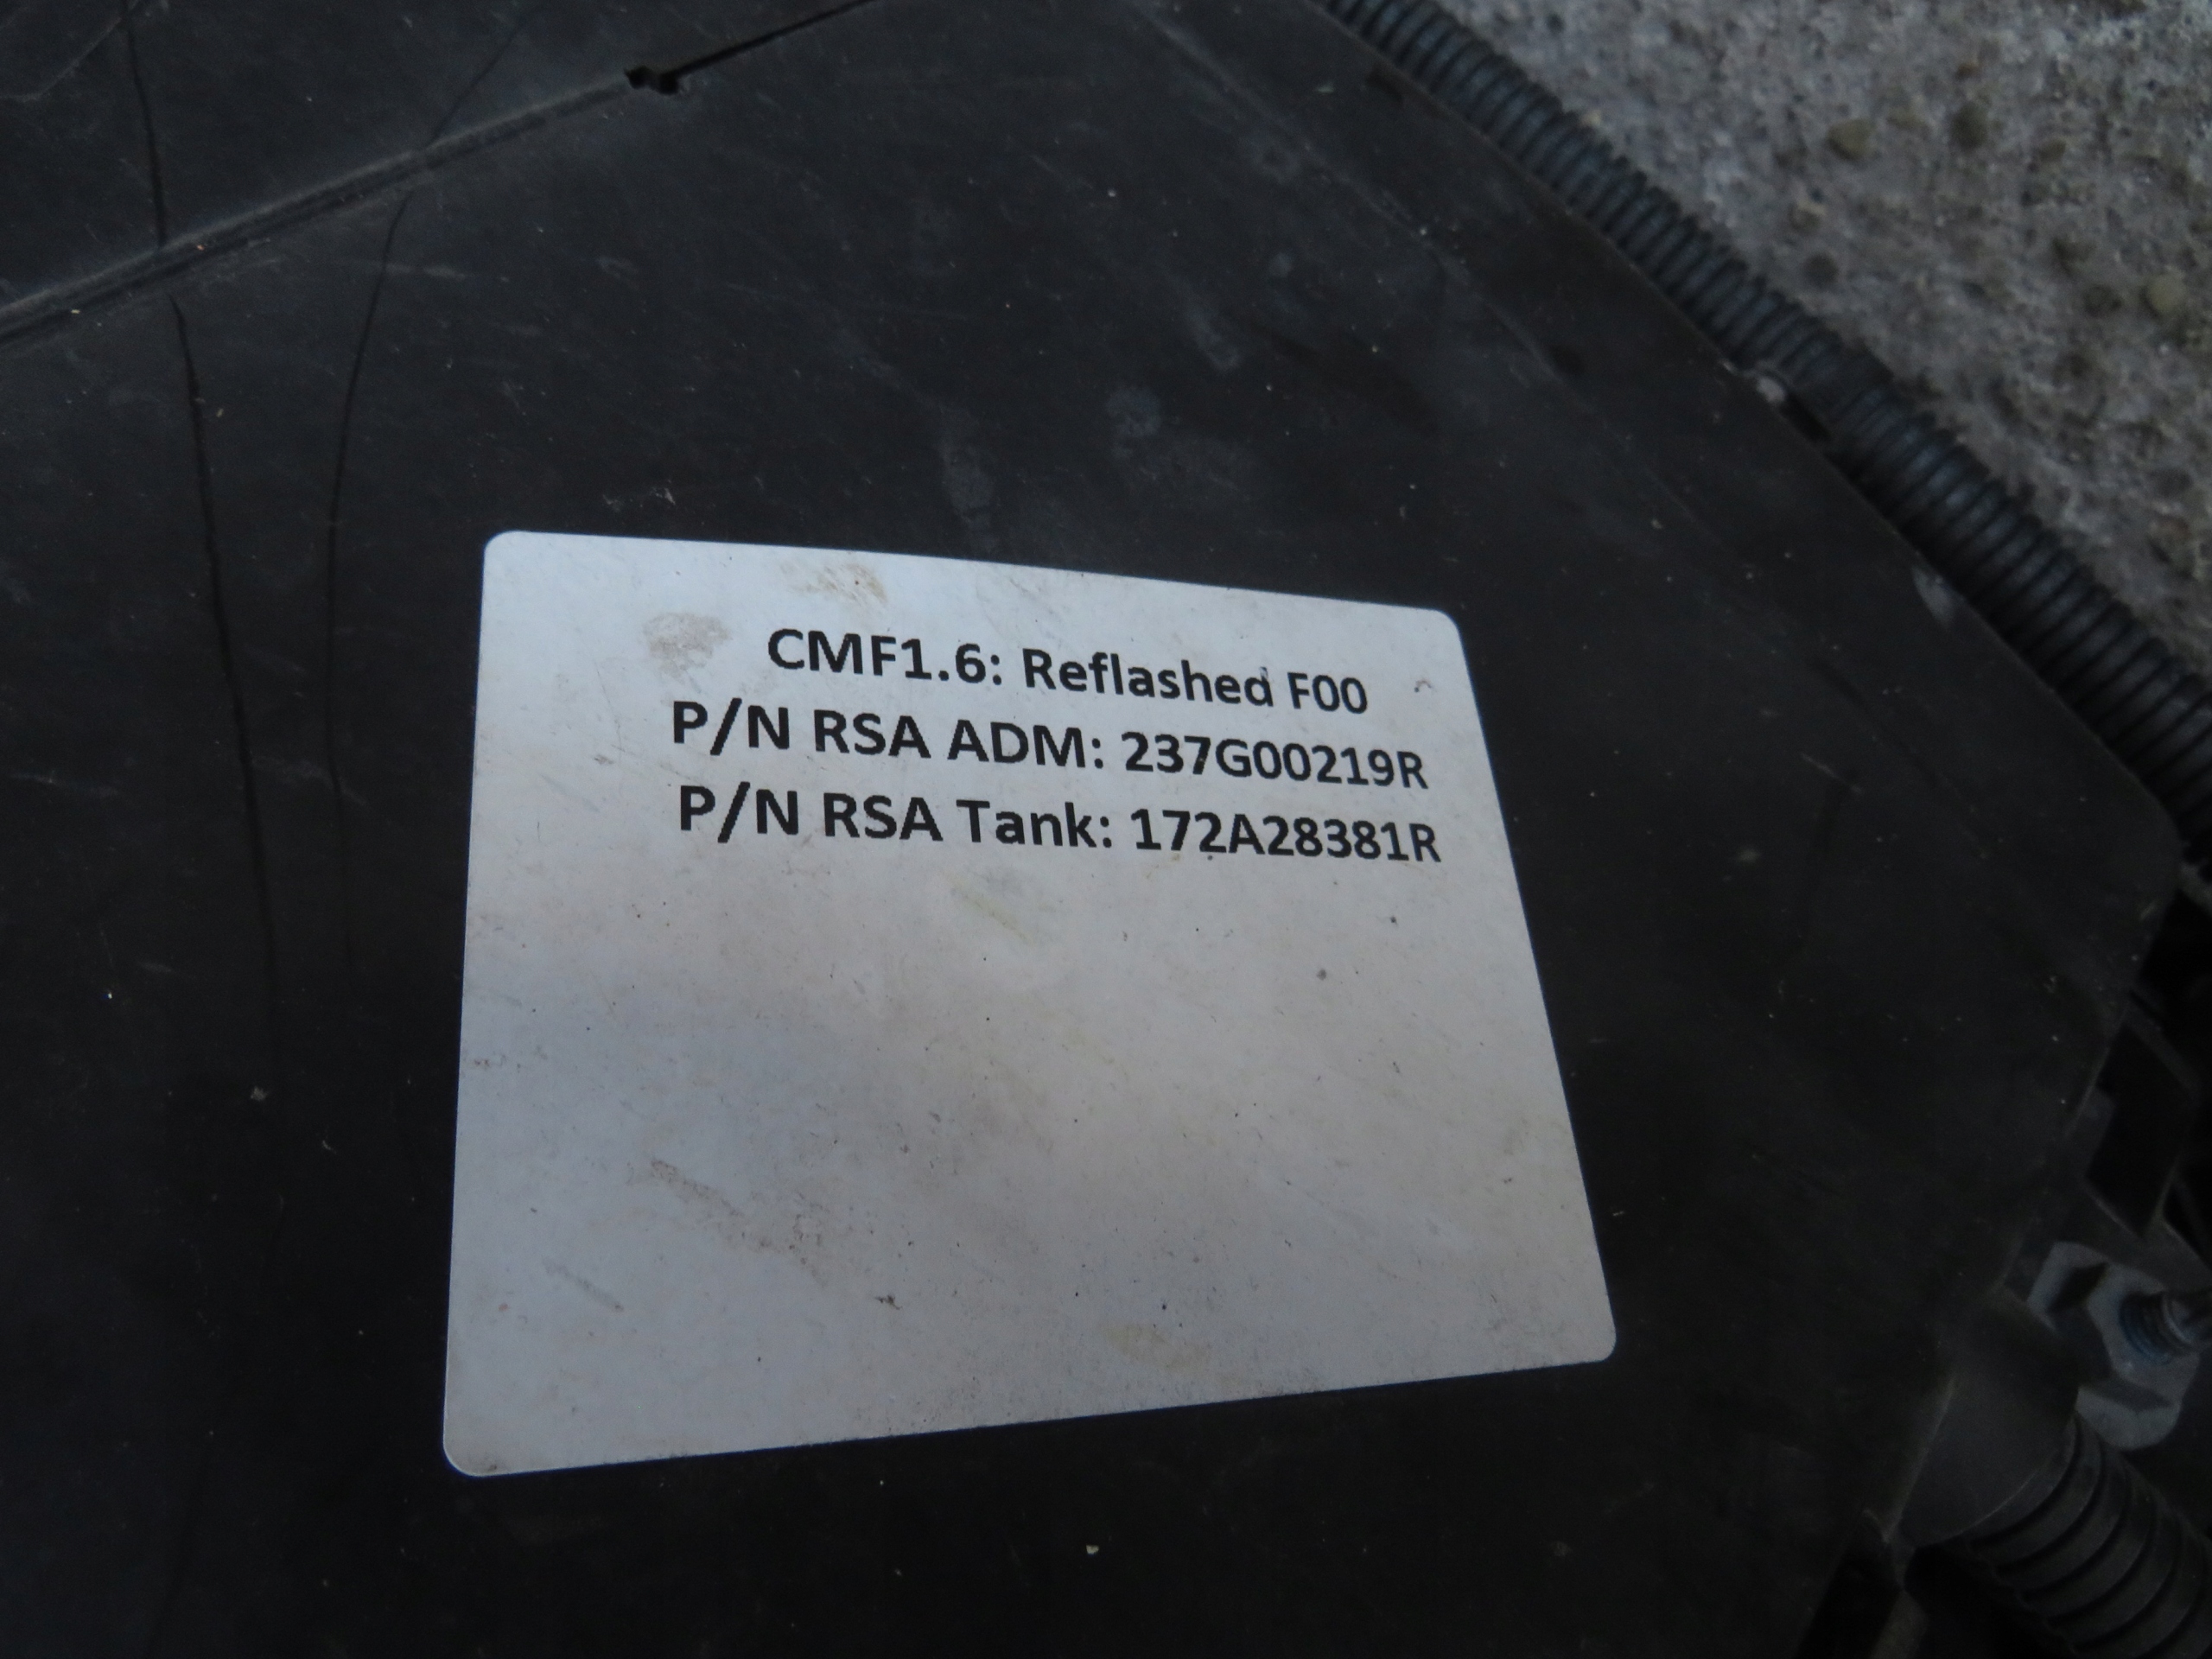 CMF1.6: Reflashed F00
P/N RSA ADM: 237G00219R
P/N RSA Tank: 172A28381R